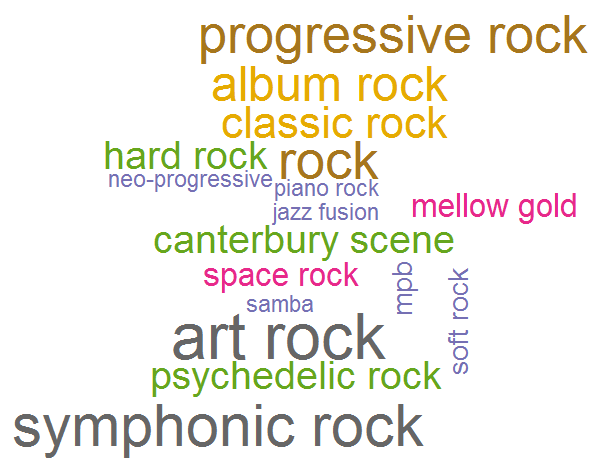 progressive rock
album rock
classic rock
hard rock
rock
neo-progressive
piano rock
jazz fusion
mellow gold
canterbury scene
space rock
mpb
soft rock
samba
art rock
psychedelic rock
symphonic rock